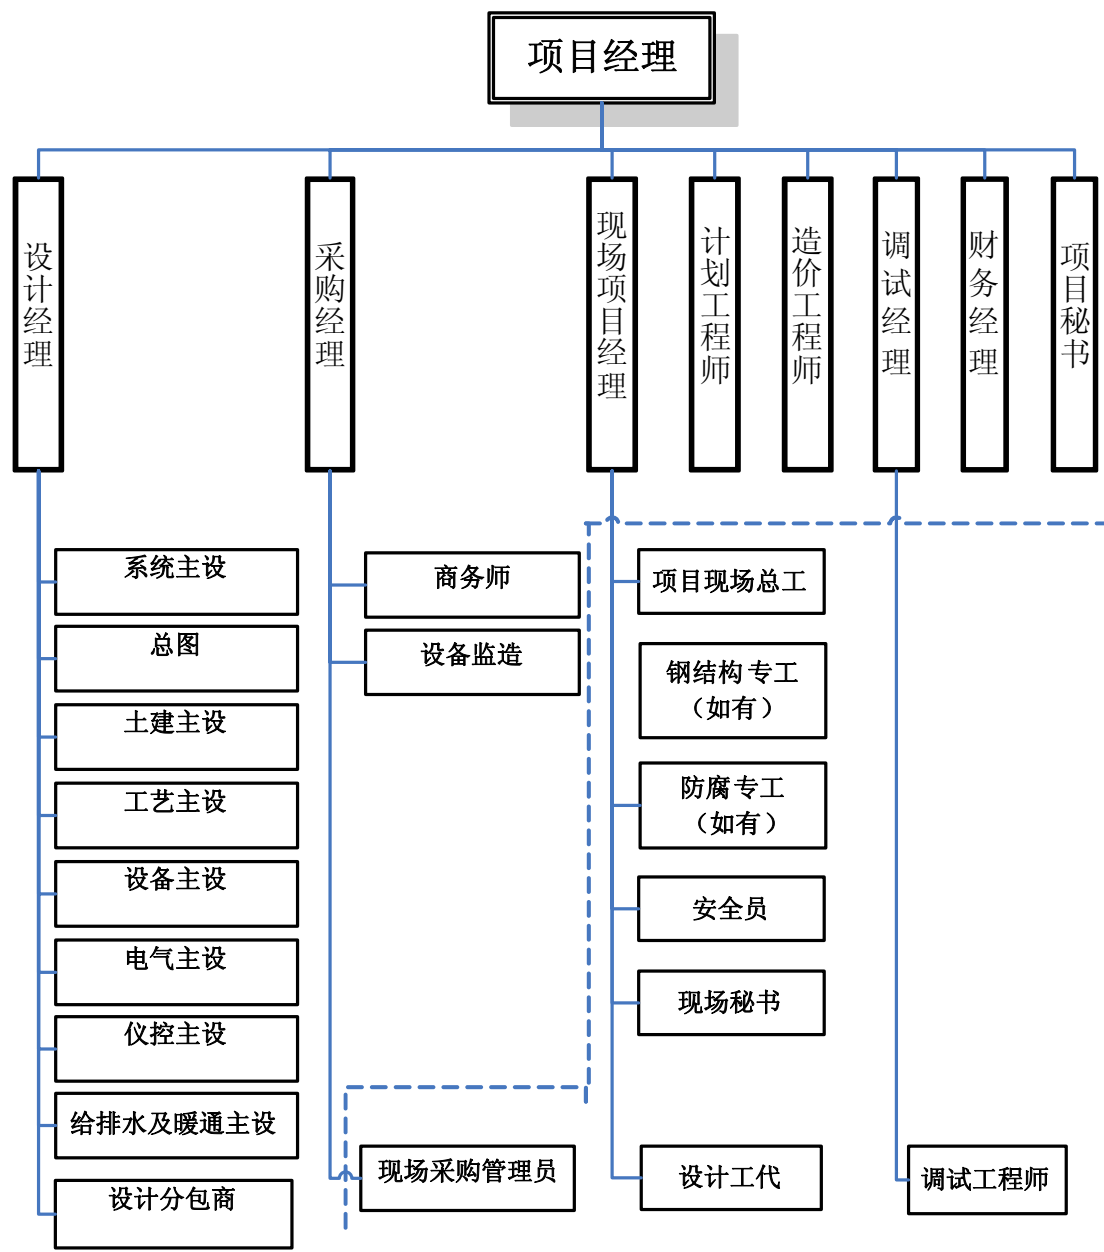 项目经理
设计经理
采购经理
现场项目经理
计划工程师
造价工程师
调试经理
财务经理
项目秘书
系统主设
总图
土建主设
工艺主设
设备主设
电气主设
仪控主设
给排水及暖通主设
设计分包商
商务师
设备监造
现场采购管理员
项目现场总工
钢结构 专工
（如有）
防腐 专工
（如有）
安全员
现场秘书
设计工代
调试工程师